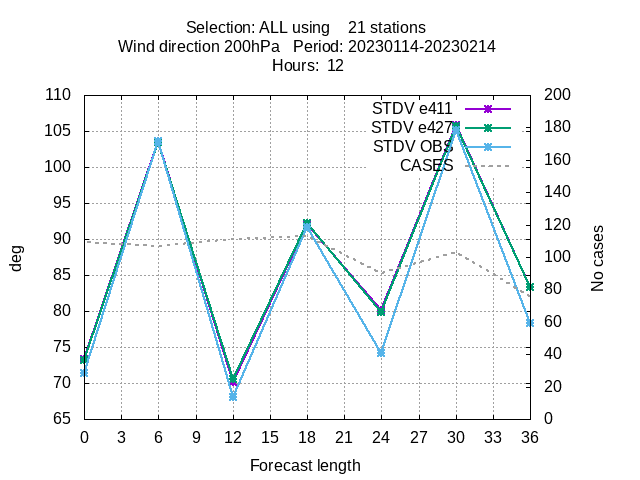 Selection: ALL using    21 stations
Wind direction 200hPa   Period: 20230114-20230214
Hours:  12
STDV e411
STDV e427
STDV OBS
CASES
110
105
100
95
90
85
80
75
70
65
200
180
160
140
120
100
80
60
40
20
0
deg
No cases
0 3 6 9 12 15 18 21 24 27 30 33 36
Forecast length